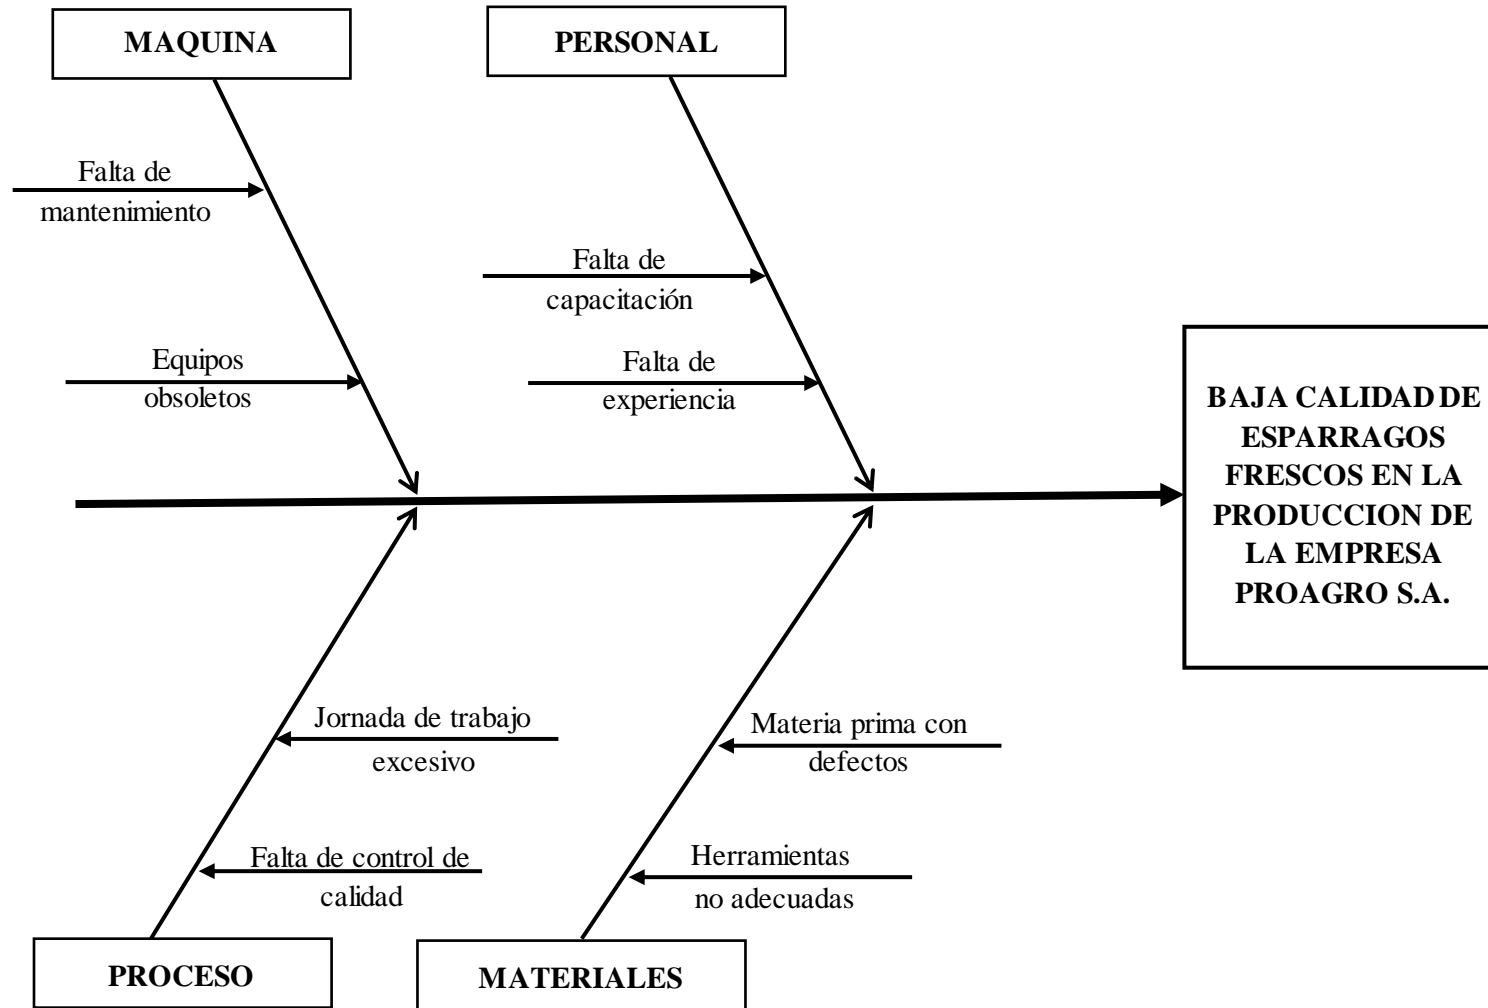 MAQUINA
PERSONAL
Falta de
mantenimiento
Equipos
obsoletos
Falta de
capacitación
Falta de
experiencia
BAJA CALIDAD DE
ESPARRAGOS
FRESCOS EN LA
PRODUCCION DE
LA EMPRESA
PROAGRO S.A.
Jornada de trabajo
excesivo
Falta de control de
calidad
Materia prima con
defectos
Herramientas
no adecuadas
PROCESO
MATERIALES